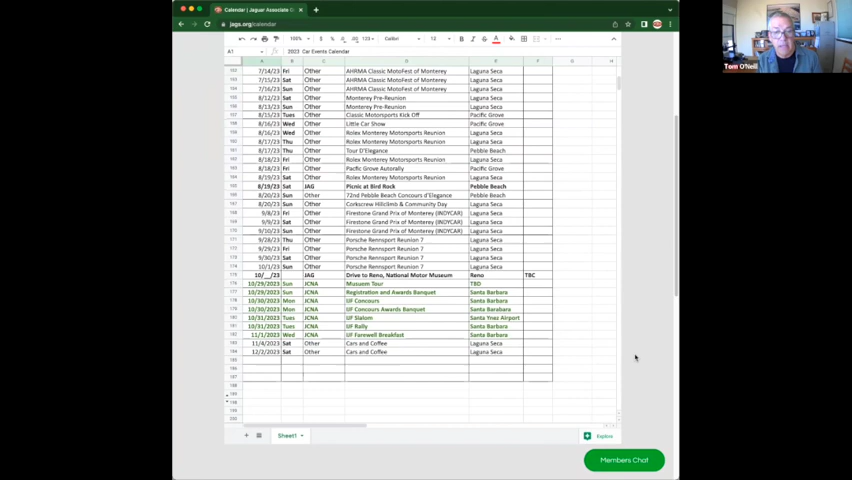 Calendar | Jaguar Associate G
jags.org/calendar
100% $ % .0 .00 123 Calibri 12
A1 2023 Car Events Calendar
A B C D E F G H
7/14/23 Fri Other AHRMA Classic MotoFest of Monterey Laguna Seca
7/15/23 Sat Other AHRMA Classic MotoFest of Monterey Laguna Seca
7/16/23 Sun Other AHRMA Classic MotoFest of Monterey Laguna Seca
8/12/23 Sat Other Monterey Pre-Reunion Laguna Seca
8/13/23 Sun Other Monterey Pre-Reunion Laguna Seca
8/15/23 Tues Other Classic Motorsports Kick Off Pacific Grove
8/16/23 Wed Other Little Car Show Pacific Grove
8/16/23 Wed Other Rolex Monterey Motorsports Reunion Laguna Seca
8/17/23 Thu Other Rolex Monterey Motorsports Reunion Laguna Seca
8/17/23 Thu Other Tour D'Elegance Pebble Beach
8/18/23 Fri Other Rolex Monterey Motorsports Reunion Laguna Seca
8/18/23 Fri Other Pacfic Grove Autorally Pacific Grove
8/19/23 Sat Other Rolex Monterey Motorsports Reunion Laguna Seca
8/19/23 Sat JAG Picnic at Bird Rock Pebble Beach
8/20/23 Sun Other 72nd Pebble Beach Concours d'Elegance Pebble Beach
8/20/23 Sun Other Corkscrew Hillclimb & Community Day Laguna Seca
9/8/23 Fri Other Firestone Grand Prix of Monterey (INDYCAR) Laguna Seca
9/9/23 Sat Other Firestone Grand Prix of Monterey (INDYCAR) Laguna Seca
9/10/23 Sun Other Firestone Grand Prix of Monterey (INDYCAR) Laguna Seca
9/28/23 Thu Other Porsche Rennsport Reunion 7 Laguna Seca
9/29/23 Fri Other Porsche Rennsport Reunion 7 Laguna Seca
9/30/23 Sat Other Porsche Rennsport Reunion 7 Laguna Seca
10/1/23 Sun Other Porsche Rennsport Reunion 7 Laguna Seca
10/__/23 JAG Drive to Reno, National Motor Museum Reno TBC
10/29/2023 Sun JCNA Musuem Tour TBD
10/29/2023 Sun JCNA Registration and Awards Banquet Santa Barbara
10/30/2023 Mon JCNA IJF Concours Santa Barbara
10/30/2023 Mon JCNA IJF Concours Awards Banquet Santa Barabara
10/31/2023 Tues JCNA IJF Slalom Santa Ynez Airport
10/31/2023 Tues JCNA IJF Rally Santa Barbara
11/1/2023 Wed JCNA IJF Farewell Breakfast Santa Barbara
11/4/2023 Sat Other Cars and Coffee Laguna Seca
12/2/2023 Sat Other Cars and Coffee Laguna Seca
Sheet1
Explore
Members Chat
Tom O'Neill